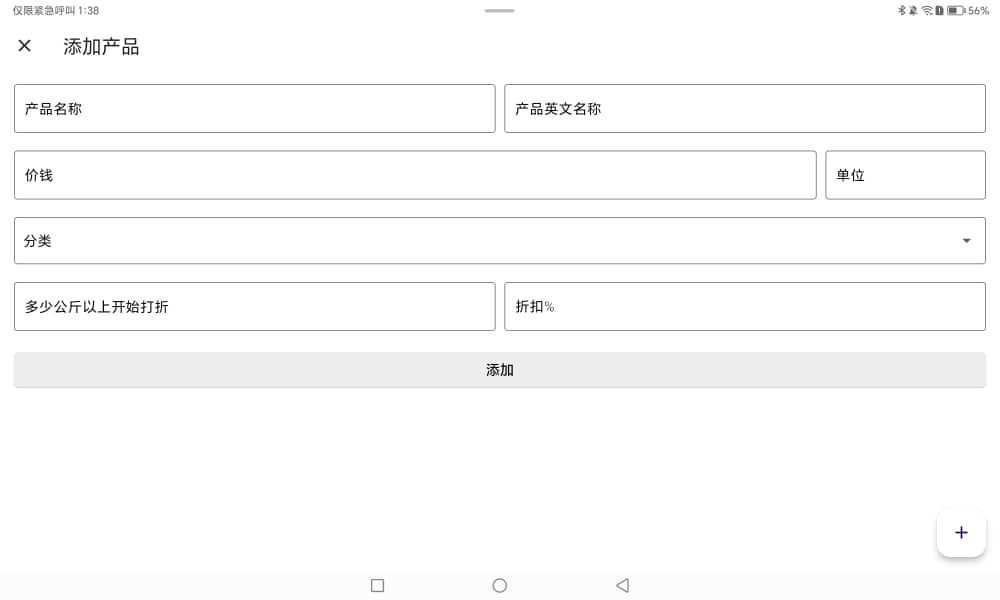 仅限紧急呼叫 1:38
56%
添加产品
产品名称
产品英文名称
价钱
单位
分类
多少公斤以上开始打折
折扣%
添加